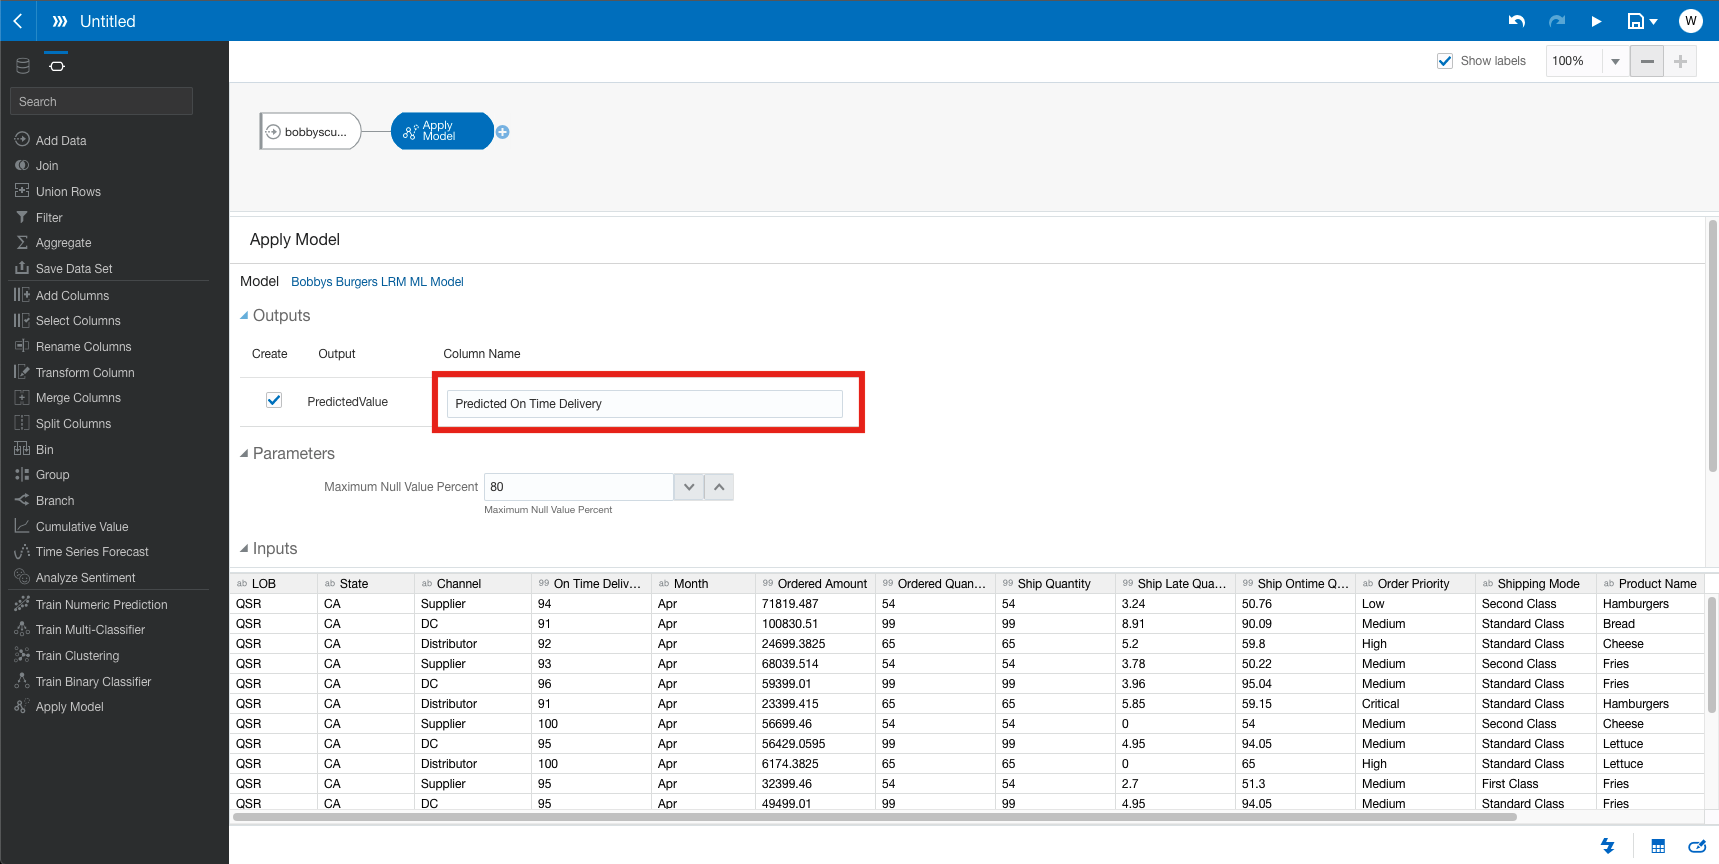 Untitled
W
Show labels
100%
Search
Add Data
Join
Union Rows
Filter
Aggregate
Save Data Set
Add Columns
Select Columns
Rename Columns
Transform Column
Merge Columns
Split Columns
Bin
Group
Branch
Cumulative Value
Time Series Forecast
Analyze Sentiment
Train Numeric Prediction
Train Multi-Classifier
Train Clustering
Train Binary Classifier
Apply Model
bobbyscu...
Apply
Model
Apply Model
Model Bobbys Burgers LRM ML Model
Outputs
Create Output Column Name
PredictedValue Predicted On Time Delivery
Parameters
Maximum Null Value Percent 80
Maximum Null Value Percent
Inputs
ab LOB ab State ab Channel 99 On Time Deliv... ab Month 99 Ordered Amount 99 Ordered Quan... 99 Ship Quantity 99 Ship Late Qua... 99 Ship Ontime Q... ab Order Priority ab Shipping Mode ab Product Name
QSR CA Supplier 94 Apr 71819.487 54 54 3.24 50.76 Low Second Class Hamburgers
QSR CA DC 91 Apr 100830.51 99 99 8.91 90.09 Medium Standard Class Bread
QSR CA Distributor 92 Apr 24699.3825 65 65 5.2 59.8 High Standard Class Cheese
QSR CA Supplier 93 Apr 68039.514 54 54 3.78 50.22 Medium Second Class Fries
QSR CA DC 96 Apr 59399.01 99 99 3.96 95.04 Medium Standard Class Fries
QSR CA Distributor 91 Apr 23399.415 65 65 5.85 59.15 Critical Standard Class Hamburgers
QSR CA Supplier 100 Apr 56699.46 54 54 0 54 Medium Second Class Cheese
QSR CA DC 95 Apr 56429.0595 99 99 4.95 94.05 Medium Standard Class Lettuce
QSR CA Distributor 100 Apr 6174.3825 65 65 0 65 High Standard Class Lettuce
QSR CA Supplier 95 Apr 32399.46 54 54 2.7 51.3 Medium First Class Fries
QSR CA DC 95 Apr 49499.01 99 99 4.95 94.05 Medium Standard Class Fries